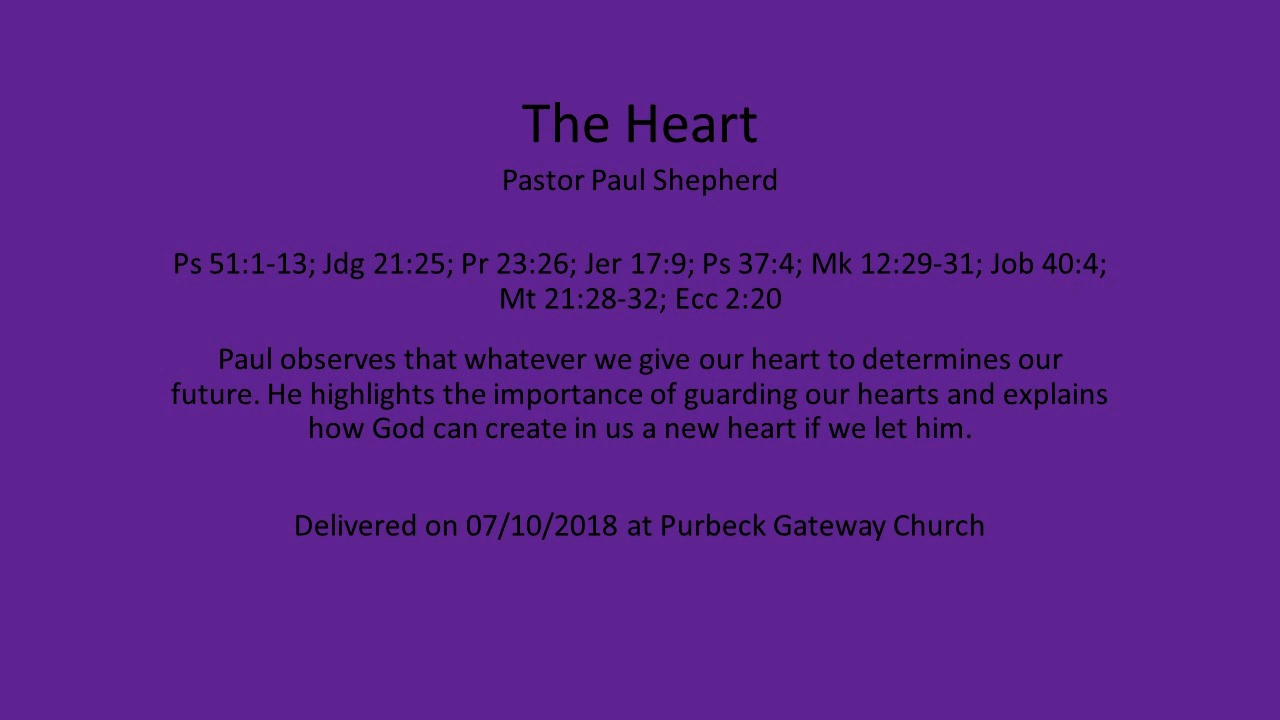 The Heart
Pastor Paul Shepherd
Ps 51:1-13; Jdg 21:25; Pr 23:26; Jer 17:9; Ps 37:4; Mk 12:29-31; Job 40:4;
Mt 21:28-32; Ecc 2:20
Paul observes that whatever we give our heart to determines our
future. He highlights the importance of guarding our hearts and explains
how God can create in us a new heart if we let him.
Delivered on 07/10/2018 at Purbeck Gateway Church